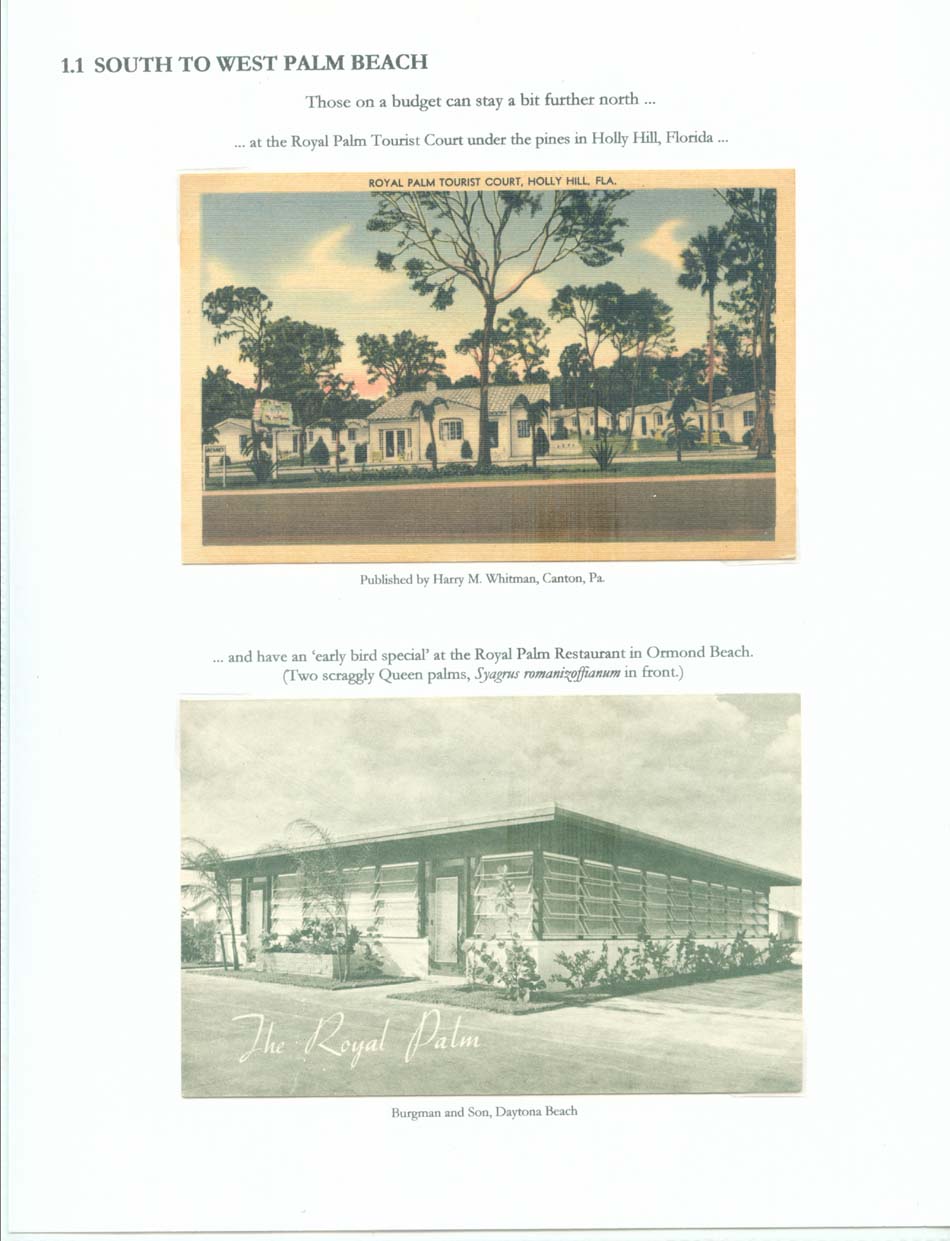 1.1 SOUTH TO WEST PALM BEACH
Those on a budget can stay a bit further north ...
... at the Royal Palm Tourist Court under the pines in Holly Hill, Florida ...
ROYAL PALM TOURIST COURT, HOLLY HILL, FLA.
Published by Harry M. Whitman, Canton, Pa.
... and have an ‘early bird special’ at the Royal Palm Restaurant in Ormond Beach.
(Two scraggly Queen palms, Syagrus romanizoffianum in front.)
The Royal Palm
Burgman and Son, Daytona Beach